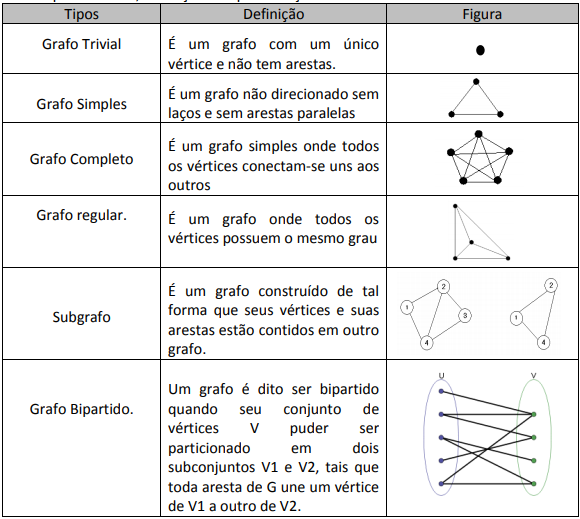 Tipos
Definição
Figura
Grafo Trivial
É um grafo com um único
vértice e não tem arestas.
Grafo Simples
É um grafo não direcionado sem
laços e sem arestas paralelas
Grafo Completo
É um grafo simples onde todos
os vértices conectam-se uns aos
outros
Grafo regular.
É um grafo onde todos os
vértices possuem o mesmo grau
Subgrafo
É um grafo construído de tal
forma que seus vértices e suas
arestas estão contidos em outro
grafo.
1
2
3
4
1
2
4
Grafo Bipartido.
Um grafo é dito ser bipartido
quando seu conjunto de
vértices V puder ser
particionado em dois
subconjuntos V1 e V2, tais que
toda aresta de G une um vértice
de V1 a outro de V2.
U
V